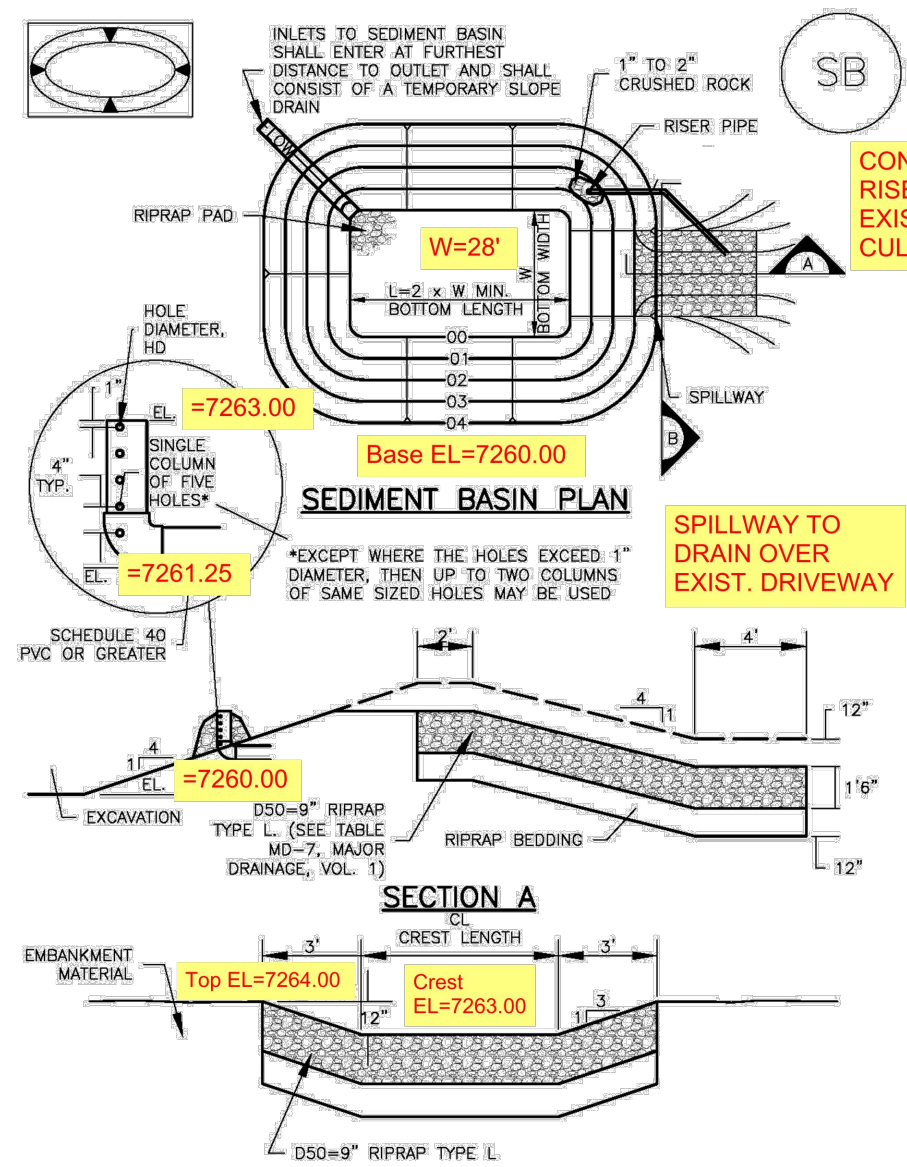 INLETS TO SEDIMENT BASIN
SHALL ENTER AT FURTHEST
DISTANCE TO OUTLET AND SHALL
CONSIST OF A TEMPORARY SLOPE
DRAIN
1" TO 2"
CRUSHED ROCK
SB
RISER PIPE
FLOW
RIPRAP PAD
W=28'
W
BOTTOM WIDTH
L=2 x W MIN.
BOTTOM LENGTH
A
00
01
02
03
04
SPILLWAY
B
HOLE
DIAMETER,
HD
1"
EL.
=7263.00
SINGLE
COLUMN
OF FIVE
HOLES*
4"
TYP.
EL.
=7261.25
Base EL=7260.00
SEDIMENT BASIN PLAN
*EXCEPT WHERE THE HOLES EXCEED 1"
DIAMETER, THEN UP TO TWO COLUMNS
OF SAME SIZED HOLES MAY BE USED
SPILLWAY TO
DRAIN OVER
EXIST. DRIVEWAY
SCHEDULE 40
PVC OR GREATER
2'
4'
4
1
12"
4
1
EL.
=7260.00
EXCAVATION
D50=9" RIPRAP
TYPE L. (SEE TABLE
MD-7, MAJOR
DRAINAGE, VOL. 1)
RIPRAP BEDDING
1'6"
12"
SECTION A
CL
CREST LENGTH
EMBANKMENT
MATERIAL
3'
3'
Top EL=7264.00
Crest
EL=7263.00
12"
3
1
D50=9" RIPRAP TYPE L